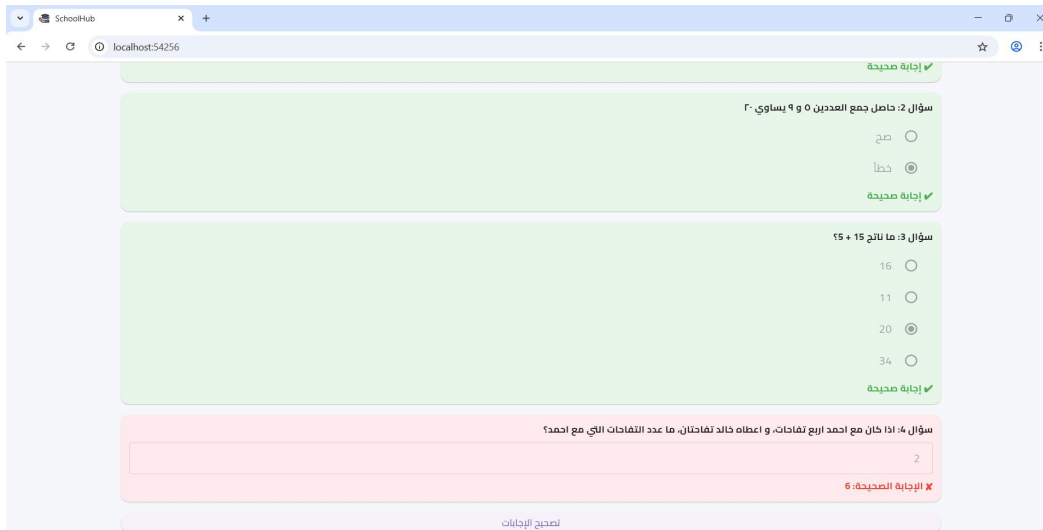 SchoolHub
localhost:54256
✔ إجابة صحيحة
سؤال 2: حاصل جمع العددين ٥ و ٩ يساوي ٢٠
صح
خطأ
✔ إجابة صحيحة
سؤال 3: ما ناتج 15 + 5؟
16
11
20
34
✔ إجابة صحيحة
سؤال 4: اذا كان مع احمد اربع تفاحات، و اعطاه خالد تفاحتان، ما عدد التفاحات التي مع احمد؟
2
✘ الإجابة الصحيحة: 6
تصحيح الإجابات